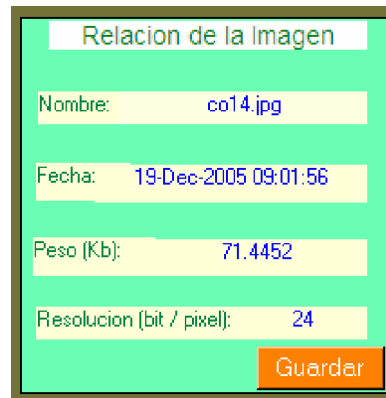 Relacion de la Imagen
Nombre: co14.jpg
Fecha: 19-Dec-2005 09:01:56
Peso (Kb): 71.4452
Resolucion (bit / pixel): 24
Guardar